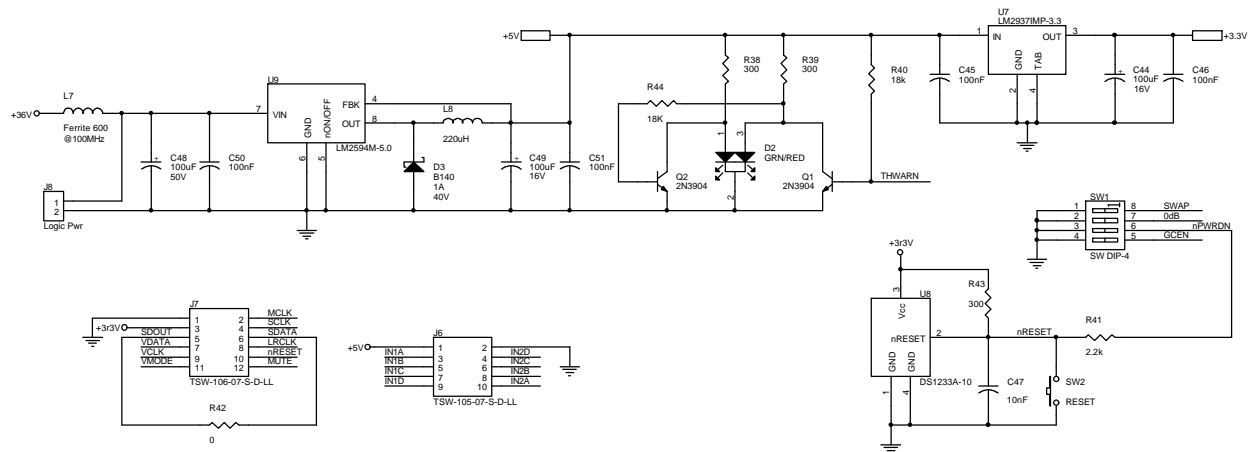 U7
LM2937IMP-3.3
+5V
1
IN
OUT
3
+3.3V
GND
TAB
2
4
R38
300
R39
300
R40
18k
C45
100nF
C44
100uF
16V
C46
100nF
U9
L7
+36V
Ferrite 600
@100MHz
7
VIN
FBK
4
OUT
8
GND
nON/OFF
6
5
LM2594M-5.0
L8
220uH
R44
18K
1
3
D2
GRN/RED
2
C48
100uF
50V
C50
100nF
D3
B140
1A
40V
C49
100uF
16V
C51
100nF
Q2
2N3904
Q1
2N3904
THWARN
J8
1
2
Logic Pwr
SW1
1
2
3
4
8
7
6
5
SWAP
0dB
nPWRDN
GCEN
SW DIP-4
+3r3V
3
U8
Vcc
nRESET
2
GND
GND
1
4
DS1233A-10
R43
300
nRESET
R41
2.2k
C47
10nF
SW2
RESET
J7
+3r3V
SDOUT
VDATA
VCLK
VMODE
1
3
5
7
9
11
2
4
6
8
10
12
MCLK
SCLK
SDATA
LRCLK
nRESET
MUTE
TSW-106-07-S-D-LL
R42
0
J6
+5V
IN1A
IN1B
IN1C
IN1D
1
3
5
7
9
2
4
6
8
10
IN2D
IN2C
IN2B
IN2A
TSW-105-07-S-D-LL